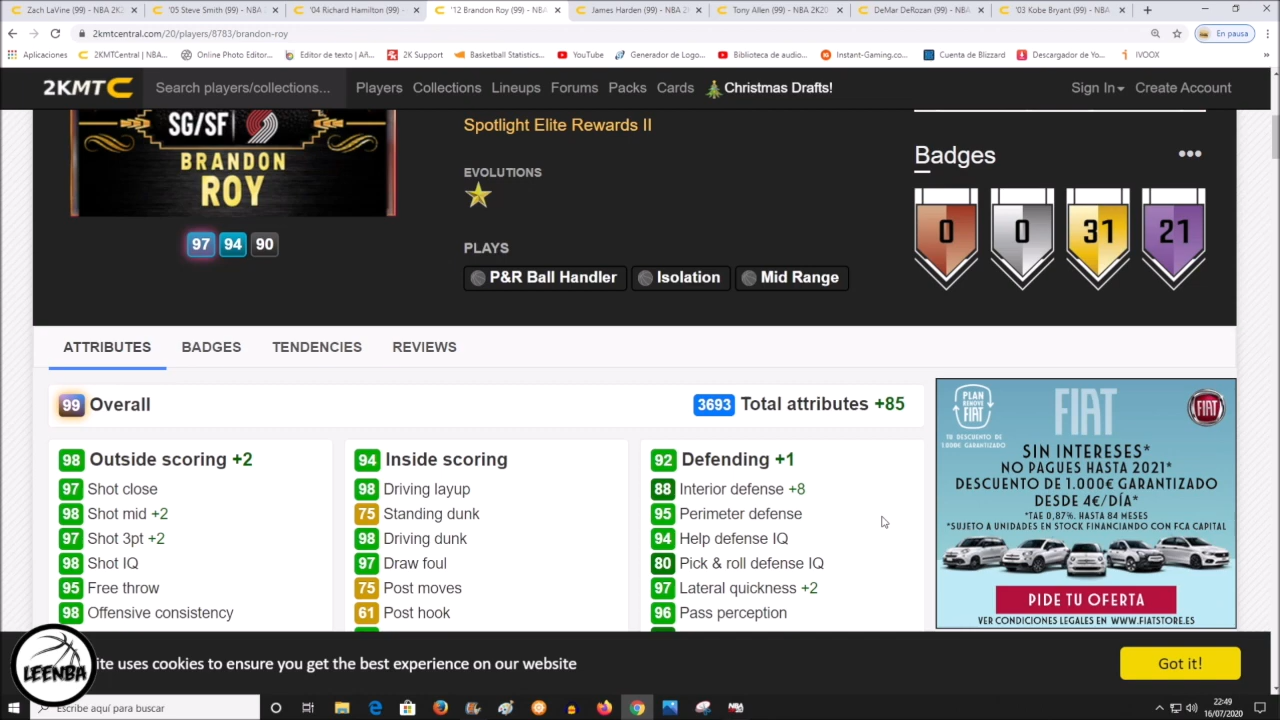 Zach LaVine (99) - NBA 2K2
'05 Steve Smith (99) - NBA
'04 Richard Hamilton (99) -
'12 Brandon Roy (99) - NBA
James Harden (99) - NBA 2
Tony Allen (99) - NBA 2K20
DeMar DeRozan (99) - NBA
'03 Kobe Bryant (99) - NBA
2kmtcentral.com/20/players/8783/brandon-roy
En pausa
Aplicaciones
2KMTCentral | NBA...
Online Photo Editor...
Editor de texto | Añ...
2K Support
Basketball Statistics...
YouTube
Generador de Logo...
Biblioteca de audio...
Instant-Gaming.co...
Cuenta de Blizzard
Descargador de Yo...
IVOOX
2KMTC
Search players/collections...
Players
Collections
Lineups
Forums
Packs
Cards
Christmas Drafts!
Sign In
Create Account
SG/SF
BRANDON
ROY
97 94 90
Spotlight Elite Rewards II
EVOLUTIONS
PLAYS
P&R Ball Handler
Isolation
Mid Range
Badges
0 0 31 21
ATTRIBUTES
BADGES
TENDENCIES
REVIEWS
99 Overall
3693 Total attributes +85
98 Outside scoring +2
97 Shot close
98 Shot mid +2
97 Shot 3pt +2
98 Shot IQ
95 Free throw
98 Offensive consistency
94 Inside scoring
98 Driving layup
75 Standing dunk
98 Driving dunk
97 Draw foul
75 Post moves
61 Post hook
92 Defending +1
88 Interior defense +8
95 Perimeter defense
94 Help defense IQ
80 Pick & roll defense IQ
97 Lateral quickness +2
96 Pass perception
FIAT
FIAT
SIN INTERESES*
NO PAGUES HASTA 2021*
DESCUENTO DE 1.000€ GARANTIZADO
DESDE 4€/DÍA*
*TAE 0,87%. HASTA 84 MESES
*SUJETO A UNIDADES EN STOCK FINANCIANDO CON FCA CAPITAL
PIDE TU OFERTA
VER CONDICIONES LEGALES EN WWW.FIATSTORE.ES
ite uses cookies to ensure you get the best experience on our website
Got it!
LEENBA
Escribe aquí para buscar
22:49
16/07/2020